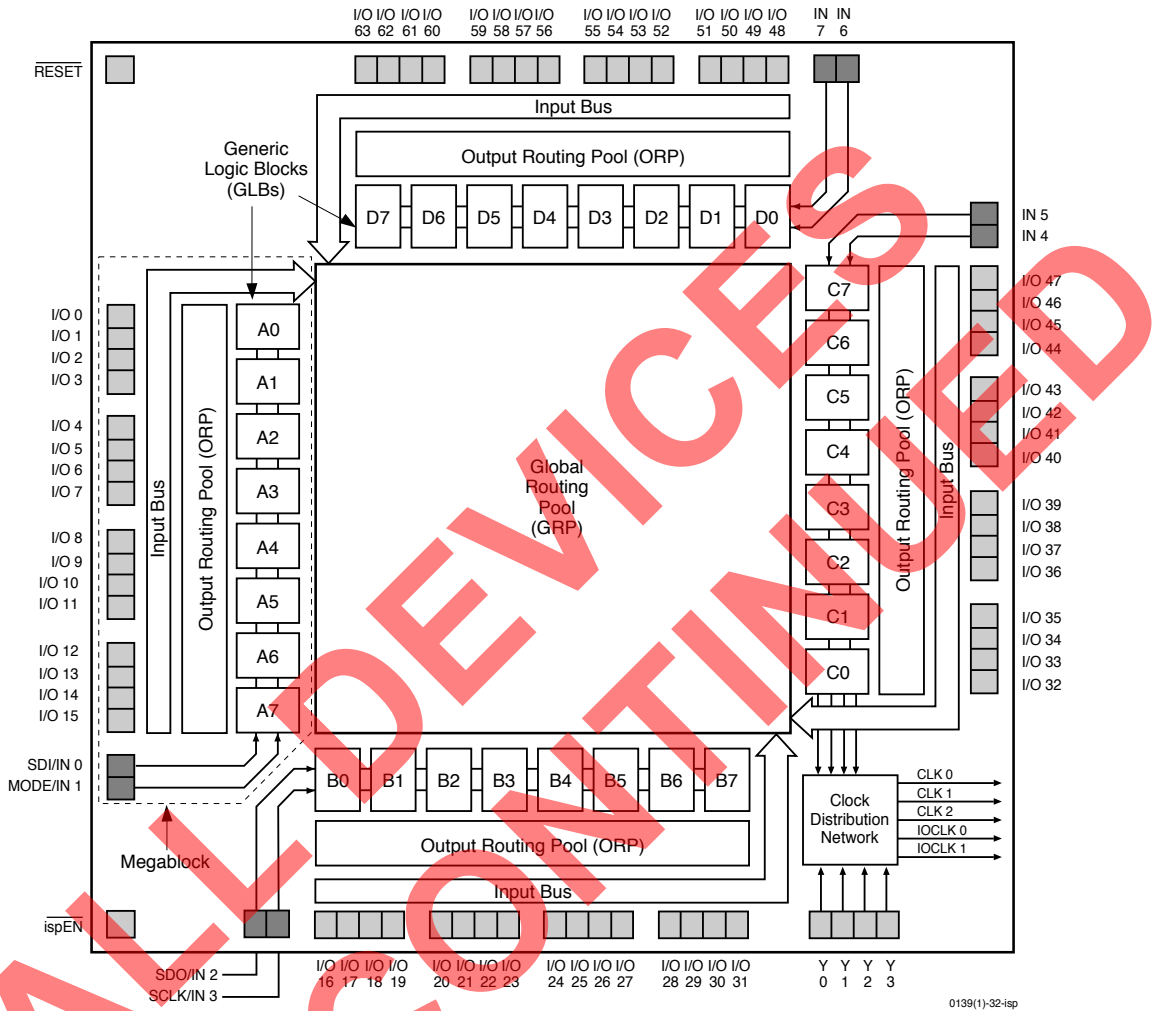 I/O I/O I/O I/O
63 62 61 60
I/O I/O I/O I/O
59 58 57 56
I/O I/O I/O I/O
55 54 53 52
I/O I/O I/O I/O
51 50 49 48
IN IN
7 6
RESET
Input Bus
Output Routing Pool (ORP)
Generic
Logic Blocks
(GLBs)
D7 D6 D5 D4 D3 D2 D1 D0
IN 5
IN 4
I/O 0
I/O 1
I/O 2
I/O 3
I/O 4
I/O 5
I/O 6
I/O 7
I/O 8
I/O 9
I/O 10
I/O 11
I/O 12
I/O 13
I/O 14
I/O 15
SDI/IN 0
MODE/IN 1
Input Bus
Output Routing Pool (ORP)
A0
A1
A2
A3
A4
A5
A6
A7
Global
Routing
Pool
(GRP)
C7
C6
C5
C4
C3
C2
C1
C0
Output Routing Pool (ORP)
Input Bus
I/O 47
I/O 46
I/O 45
I/O 44
I/O 43
I/O 42
I/O 41
I/O 40
I/O 39
I/O 38
I/O 37
I/O 36
I/O 35
I/O 34
I/O 33
I/O 32
B0 B1 B2 B3 B4 B5 B6 B7
Output Routing Pool (ORP)
Input Bus
Megablock
Clock
Distribution
Network
CLK 0
CLK 1
CLK 2
IOCLK 0
IOCLK 1
ispEN
SDO/IN 2
SCLK/IN 3
I/O I/O I/O I/O
16 17 18 19
I/O I/O I/O I/O
20 21 22 23
I/O I/O I/O I/O
24 25 26 27
I/O I/O I/O I/O
28 29 30 31
Y Y Y Y
0 1 2 3
0139(1)-32-isp
ALL DEVICES
CONTINUED